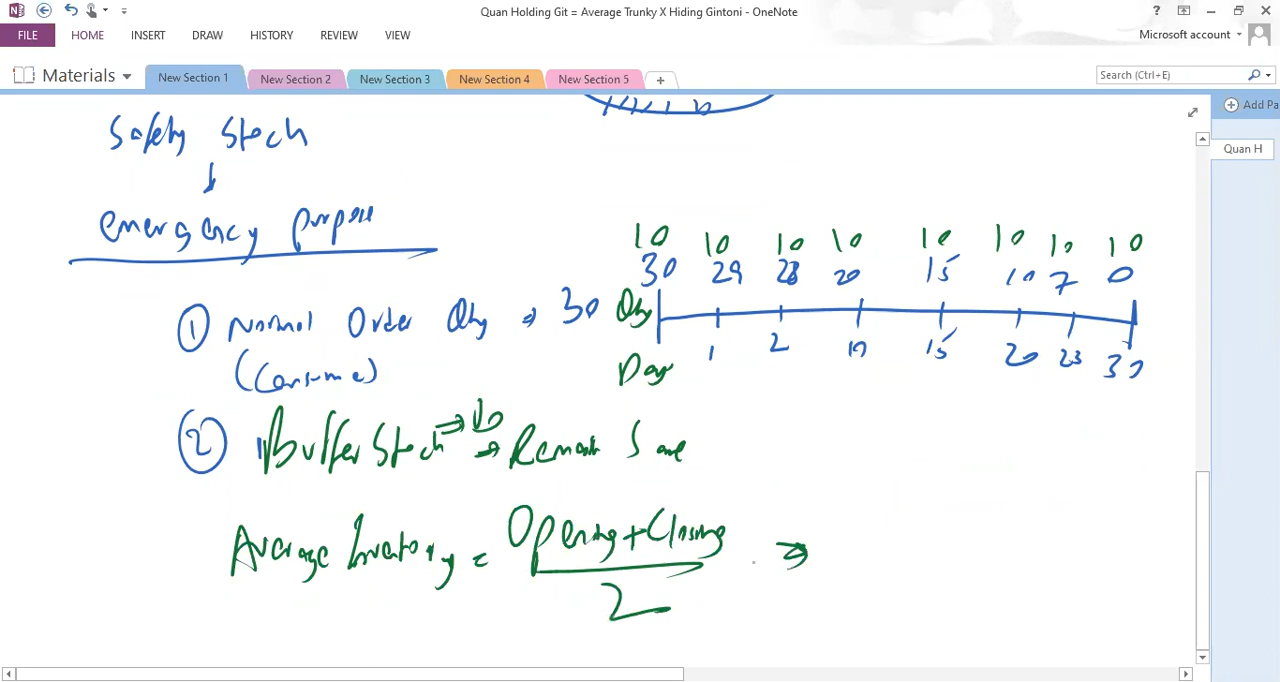 Quan Holding Git = Average Trunky X Hiding Gintoni - OneNote
FILE HOME INSERT DRAW HISTORY REVIEW VIEW
Microsoft account
Materials New Section 1 New Section 2 New Section 3 New Section 4 New Section 5 +
Search (Ctrl+E)
Add Pa
Quan H
Safety Stock
emergency purpose
10 10 10 10 10 10 10 10
30 29 28 20 15 10 7 0
① Normal Order Qty → 30
Qty
(Consume)
Day 1 2 10 15 20 23 30
② Buffer Stock → 10
→ Remain Same
Average Inventory = Opening + Closing
2